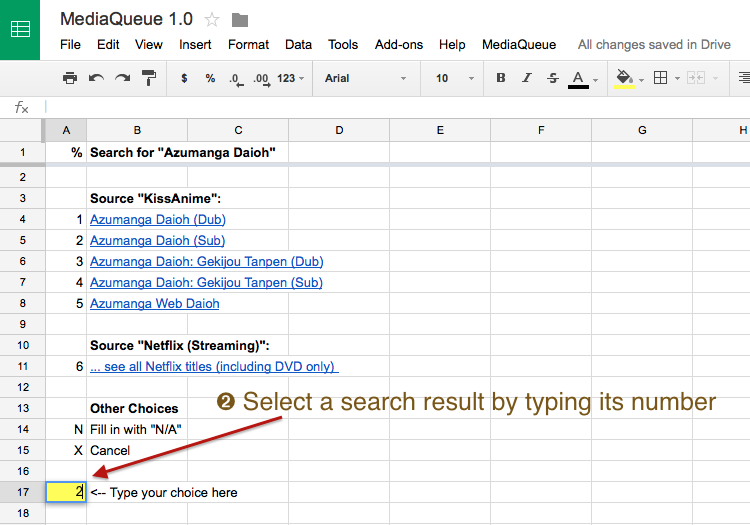 MediaQueue 1.0
File Edit View Insert Format Data Tools Add-ons Help MediaQueue All changes saved in Drive
$ % .0 .00 123 Arial 10 B I S A
fx
A B C D E F G H
1 % Search for "Azumanga Daioh"
2
3 Source "KissAnime":
4 1 Azumanga Daioh (Dub)
5 2 Azumanga Daioh (Sub)
6 3 Azumanga Daioh: Gekijou Tanpen (Dub)
7 4 Azumanga Daioh: Gekijou Tanpen (Sub)
8 5 Azumanga Web Daioh
9
10 Source "Netflix (Streaming)":
11 6 ... see all Netflix titles (including DVD only)
12
❷ Select a search result by typing its number
13 Other Choices
14 N Fill in with "N/A"
15 X Cancel
16
17 2 <-- Type your choice here
18